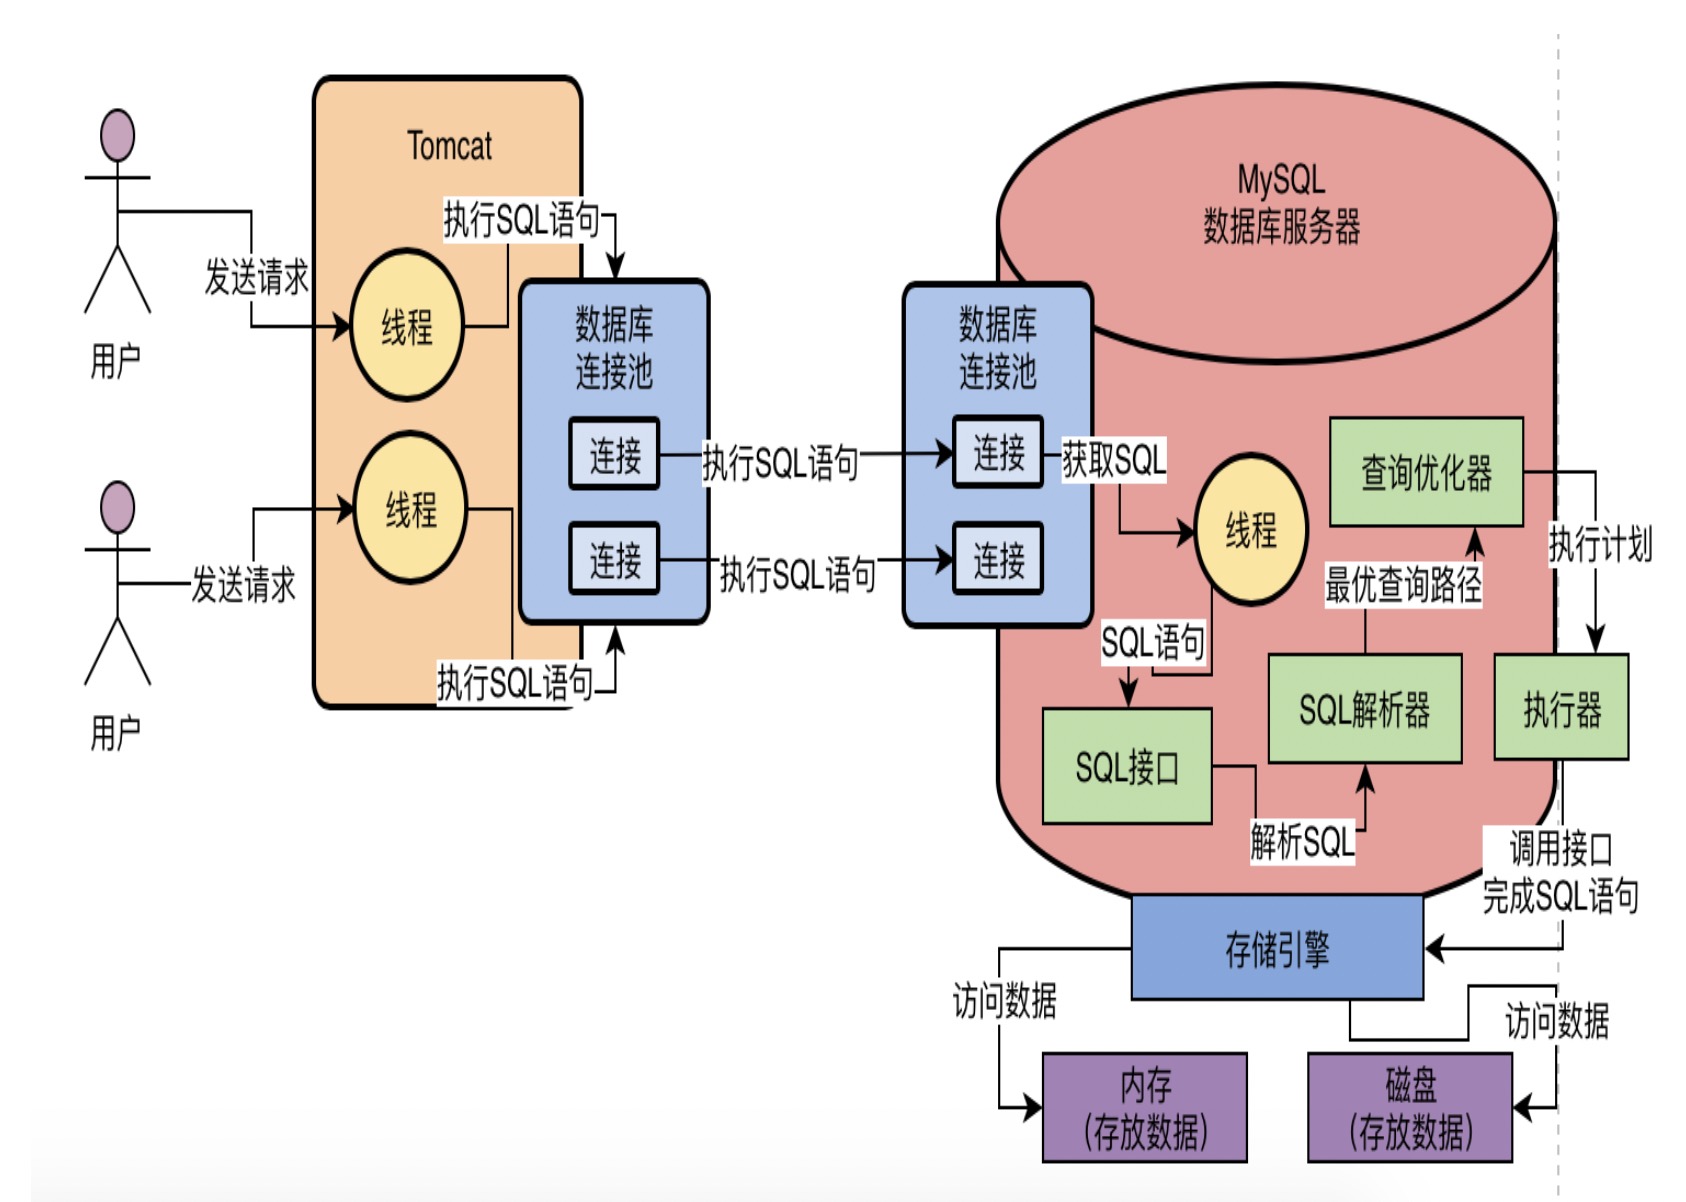 Tomcat
执行SQL语句
发送请求
线程
用户
数据库
连接池
连接
执行SQL语句
线程
发送请求
连接
执行SQL语句
用户
执行SQL语句
MySQL
数据库服务器
数据库
连接池
连接
获取SQL
连接
线程
查询优化器
执行计划
最优查询路径
SQL语句
SQL接口
解析SQL
SQL解析器
执行器
调用接口
完成SQL语句
存储引擎
访问数据
访问数据
内存
(存放数据)
磁盘
(存放数据)